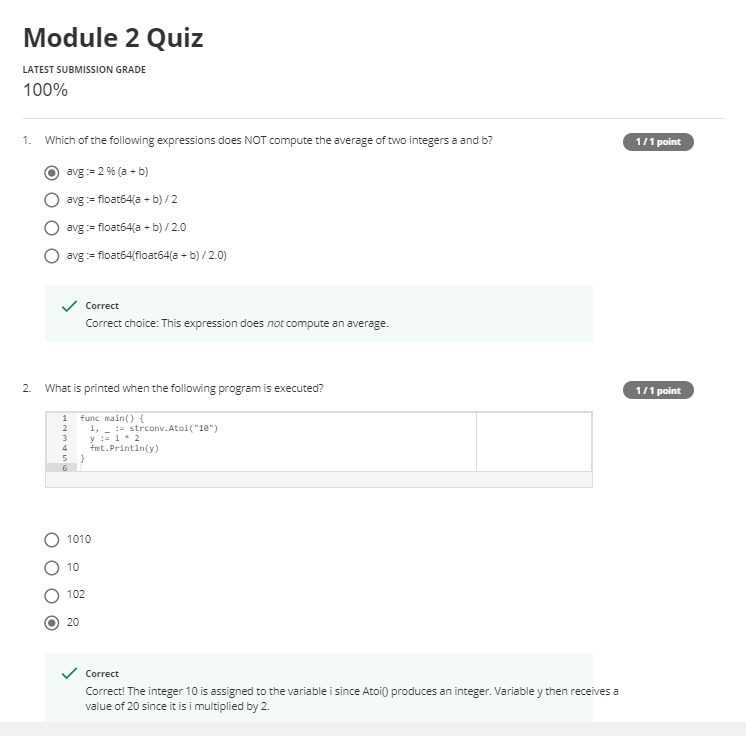 Module 2 Quiz
LATEST SUBMISSION GRADE
100%
1. Which of the following expressions does NOT compute the average of two integers a and b?
1 / 1 point
avg := 2 % (a + b)
avg := float64(a + b) / 2
avg := float64(a + b) / 2.0
avg := float64(float64(a + b) / 2.0)
Correct
Correct choice: This expression does not compute an average.
2. What is printed when the following program is executed?
1 / 1 point
1 func main() {
2 i, _ := strconv.Atoi("10")
3 y := i * 2
4 fmt.Println(y)
5 }
6
1010
10
102
20
Correct
Correct! The integer 10 is assigned to the variable i since Atoi() produces an integer. Variable y then receives a
value of 20 since it is i multiplied by 2.